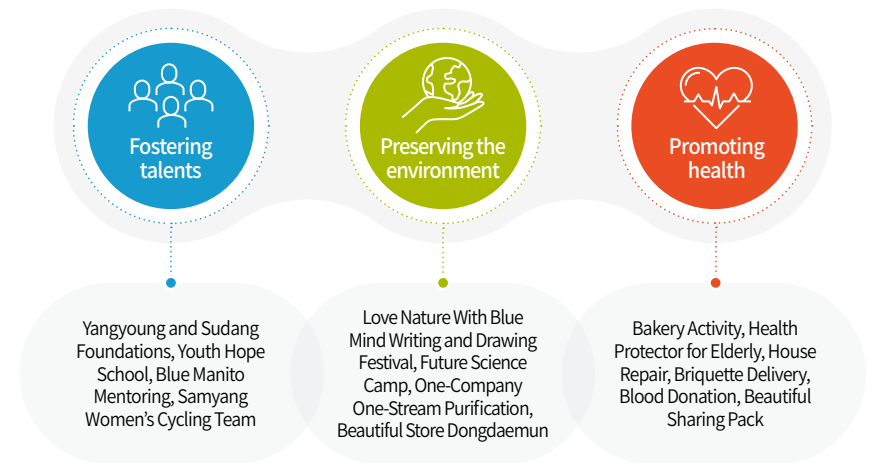 Fostering
talents
Preserving the
environment
Promoting
health
Yangyoung and Sudang
Foundations, Youth Hope
School, Blue Manito
Mentoring, Samyang
Women's Cycling Team
Love Nature With Blue
Mind Writing and Drawing
Festival, Future Science
Camp, One-Company
One-Stream Purification,
Beautiful Store Dongdaemun
Bakery Activity, Health
Protector for Elderly, House
Repair, Briquette Delivery,
Blood Donation, Beautiful
Sharing Pack